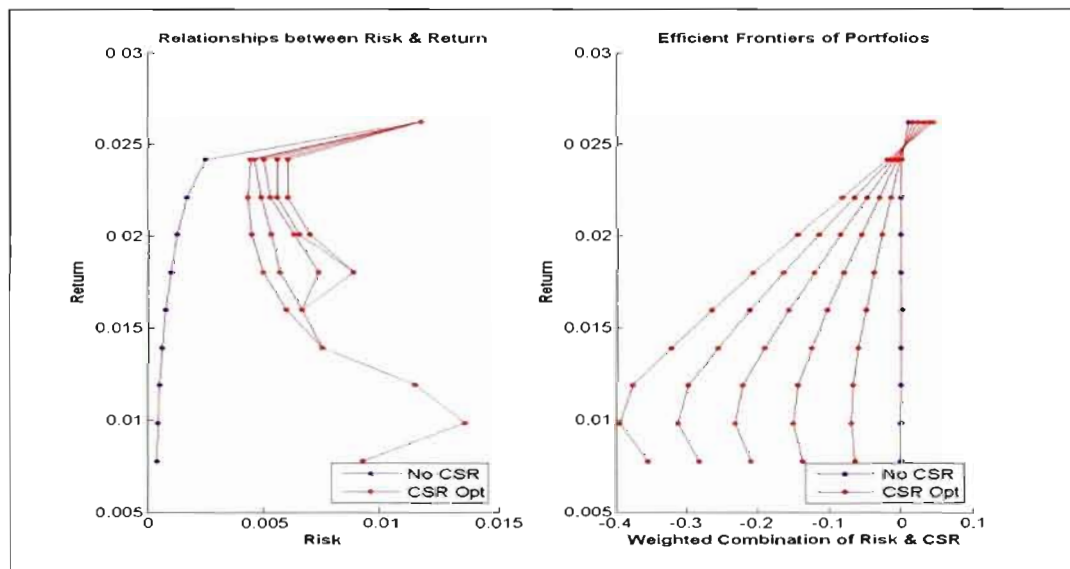 Relationships between Risk & Return
0 03
0.025
0 02
0.015
0.01
0.005
Return
0
0.005
0.01
0.015
Risk
No CSR
CSR Opt
Efficient Frontiers of Portfolios
0.03
0.025
0.02
0.015
0.01
0.005
Return
-0.4
-0.3
-0.2
-0.1
0
0.1
Weighted Combination of Risk & CSR
No CSR
CSR Opt